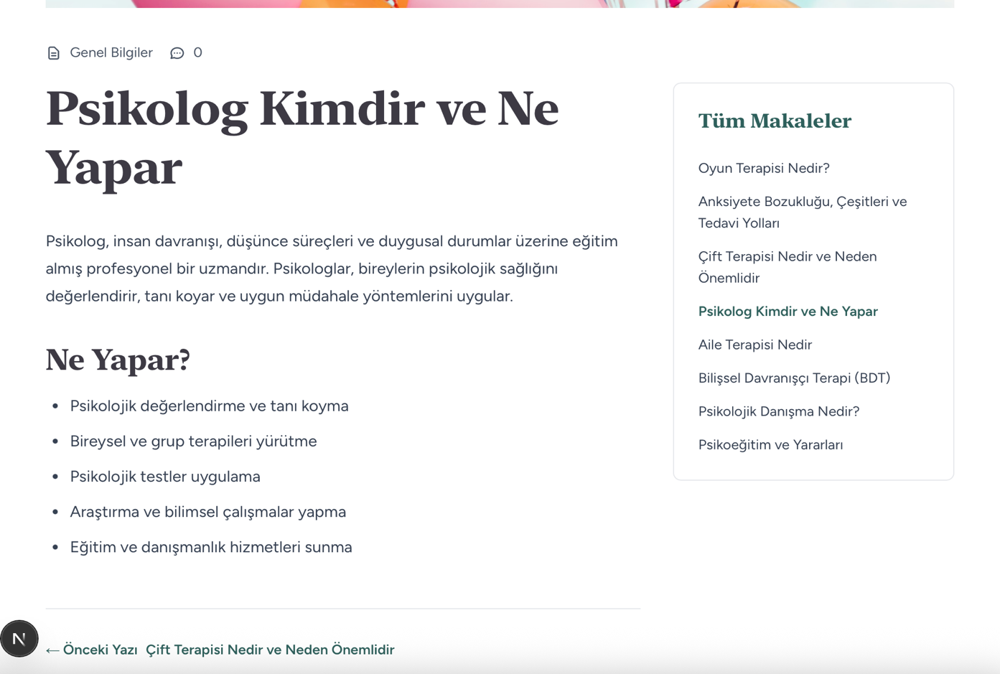 Genel Bilgiler 0
Psikolog Kimdir ve Ne
Yapar
Psikolog, insan davranışı, düşünce süreçleri ve duygusal durumlar üzerine eğitim
almış profesyonel bir uzmandır. Psikologlar, bireylerin psikolojik sağlığını
değerlendirir, tanı koyar ve uygun müdahale yöntemlerini uygular.
Ne Yapar?
• Psikolojik değerlendirme ve tanı koyma
• Bireysel ve grup terapileri yürütme
• Psikolojik testler uygulama
• Araştırma ve bilimsel çalışmalar yapma
• Eğitim ve danışmanlık hizmetleri sunma
N
← Önceki Yazı Çift Terapisi Nedir ve Neden Önemlidir
Tüm Makaleler
Oyun Terapisi Nedir?
Anksiyete Bozukluğu, Çeşitleri ve
Tedavi Yolları
Çift Terapisi Nedir ve Neden
Önemlidir
Psikolog Kimdir ve Ne Yapar
Aile Terapisi Nedir
Bilişsel Davranışçı Terapi (BDT)
Psikolojik Danışma Nedir?
Psikoeğitim ve Yararları